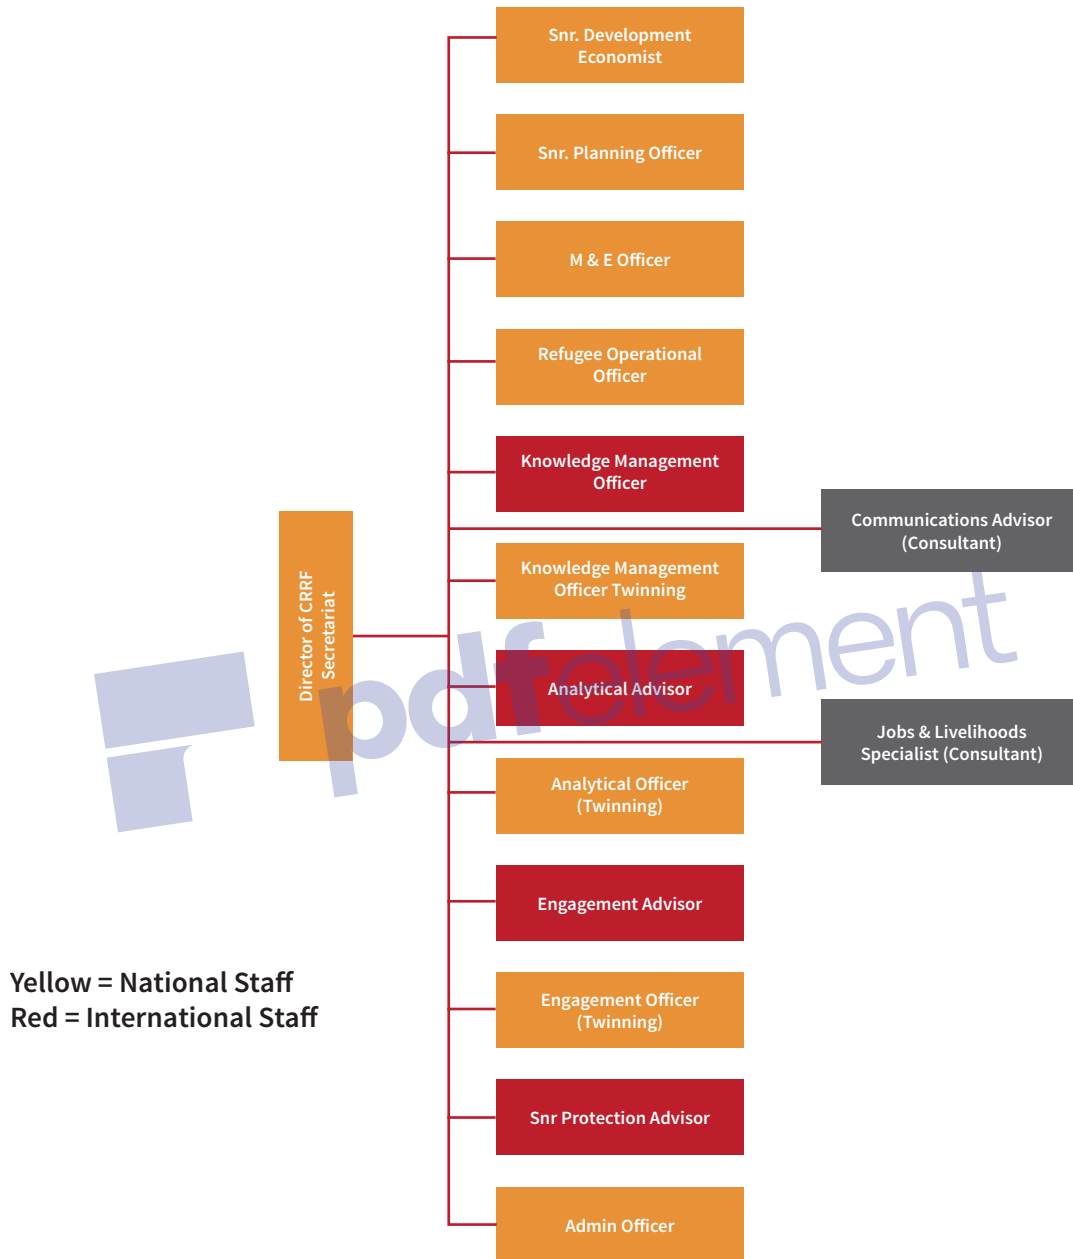 Snr. Development
Economist
Snr. Planning Officer
M & E Officer
Refugee Operational
Officer
Knowledge Management
Officer
Communications Advisor
(Consultant)
Knowledge Management
Officer Twinning
Director of CRRF
Secretariat
Analytical Advisor
pdfelement
Jobs & Livelihoods
Specialist (Consultant)
Analytical Officer
(Twinning)
Engagement Advisor
Yellow = National Staff
Red = International Staff
Engagement Officer
(Twinning)
Snr Protection Advisor
Admin Officer